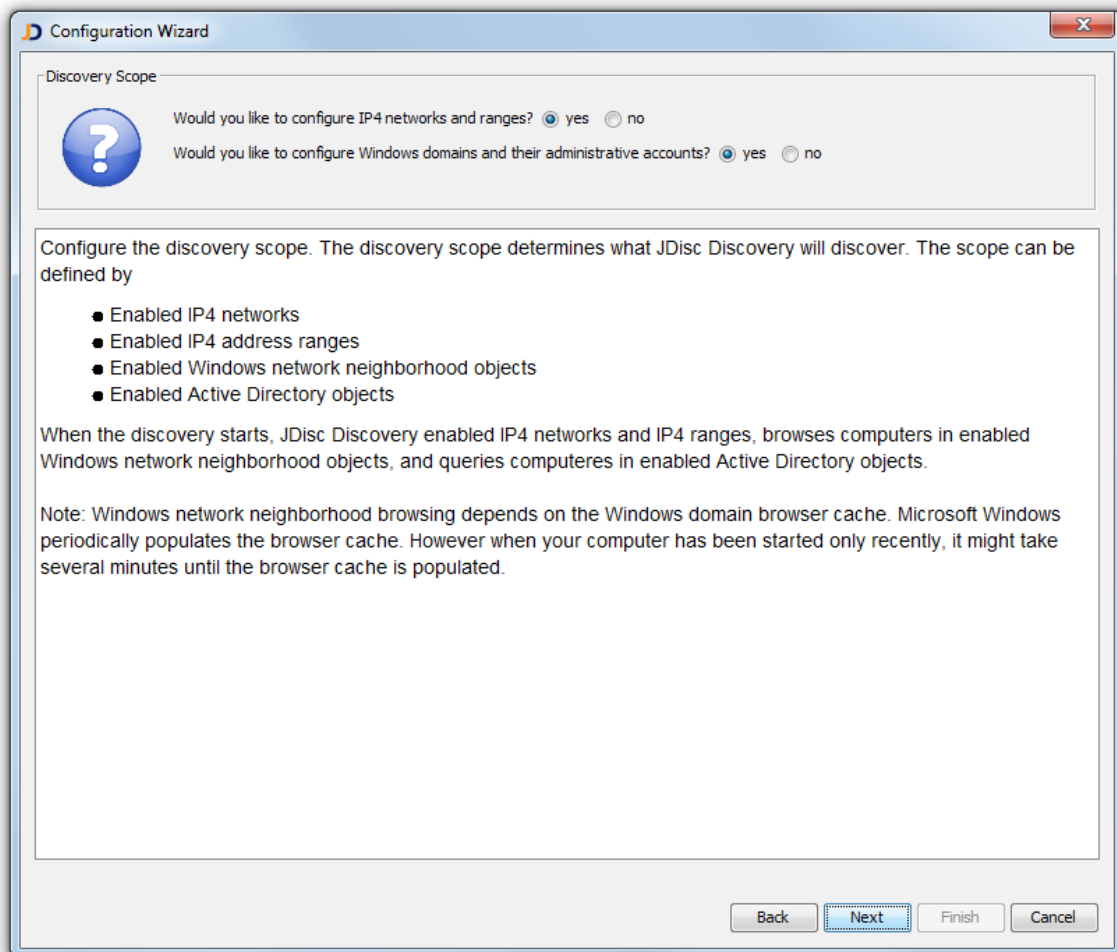 JD Configuration Wizard
Discovery Scope
?
Would you like to configure IP4 networks and ranges? yes no
Would you like to configure Windows domains and their administrative accounts? yes no
Configure the discovery scope. The discovery scope determines what JDisc Discovery will discover. The scope can be
defined by
● Enabled IP4 networks
● Enabled IP4 address ranges
● Enabled Windows network neighborhood objects
● Enabled Active Directory objects
When the discovery starts, JDisc Discovery enabled IP4 networks and IP4 ranges, browses computers in enabled
Windows network neighborhood objects, and queries computeres in enabled Active Directory objects.
Note: Windows network neighborhood browsing depends on the Windows domain browser cache. Microsoft Windows
periodically populates the browser cache. However when your computer has been started only recently, it might take
several minutes until the browser cache is populated.
Back Next Finish Cancel